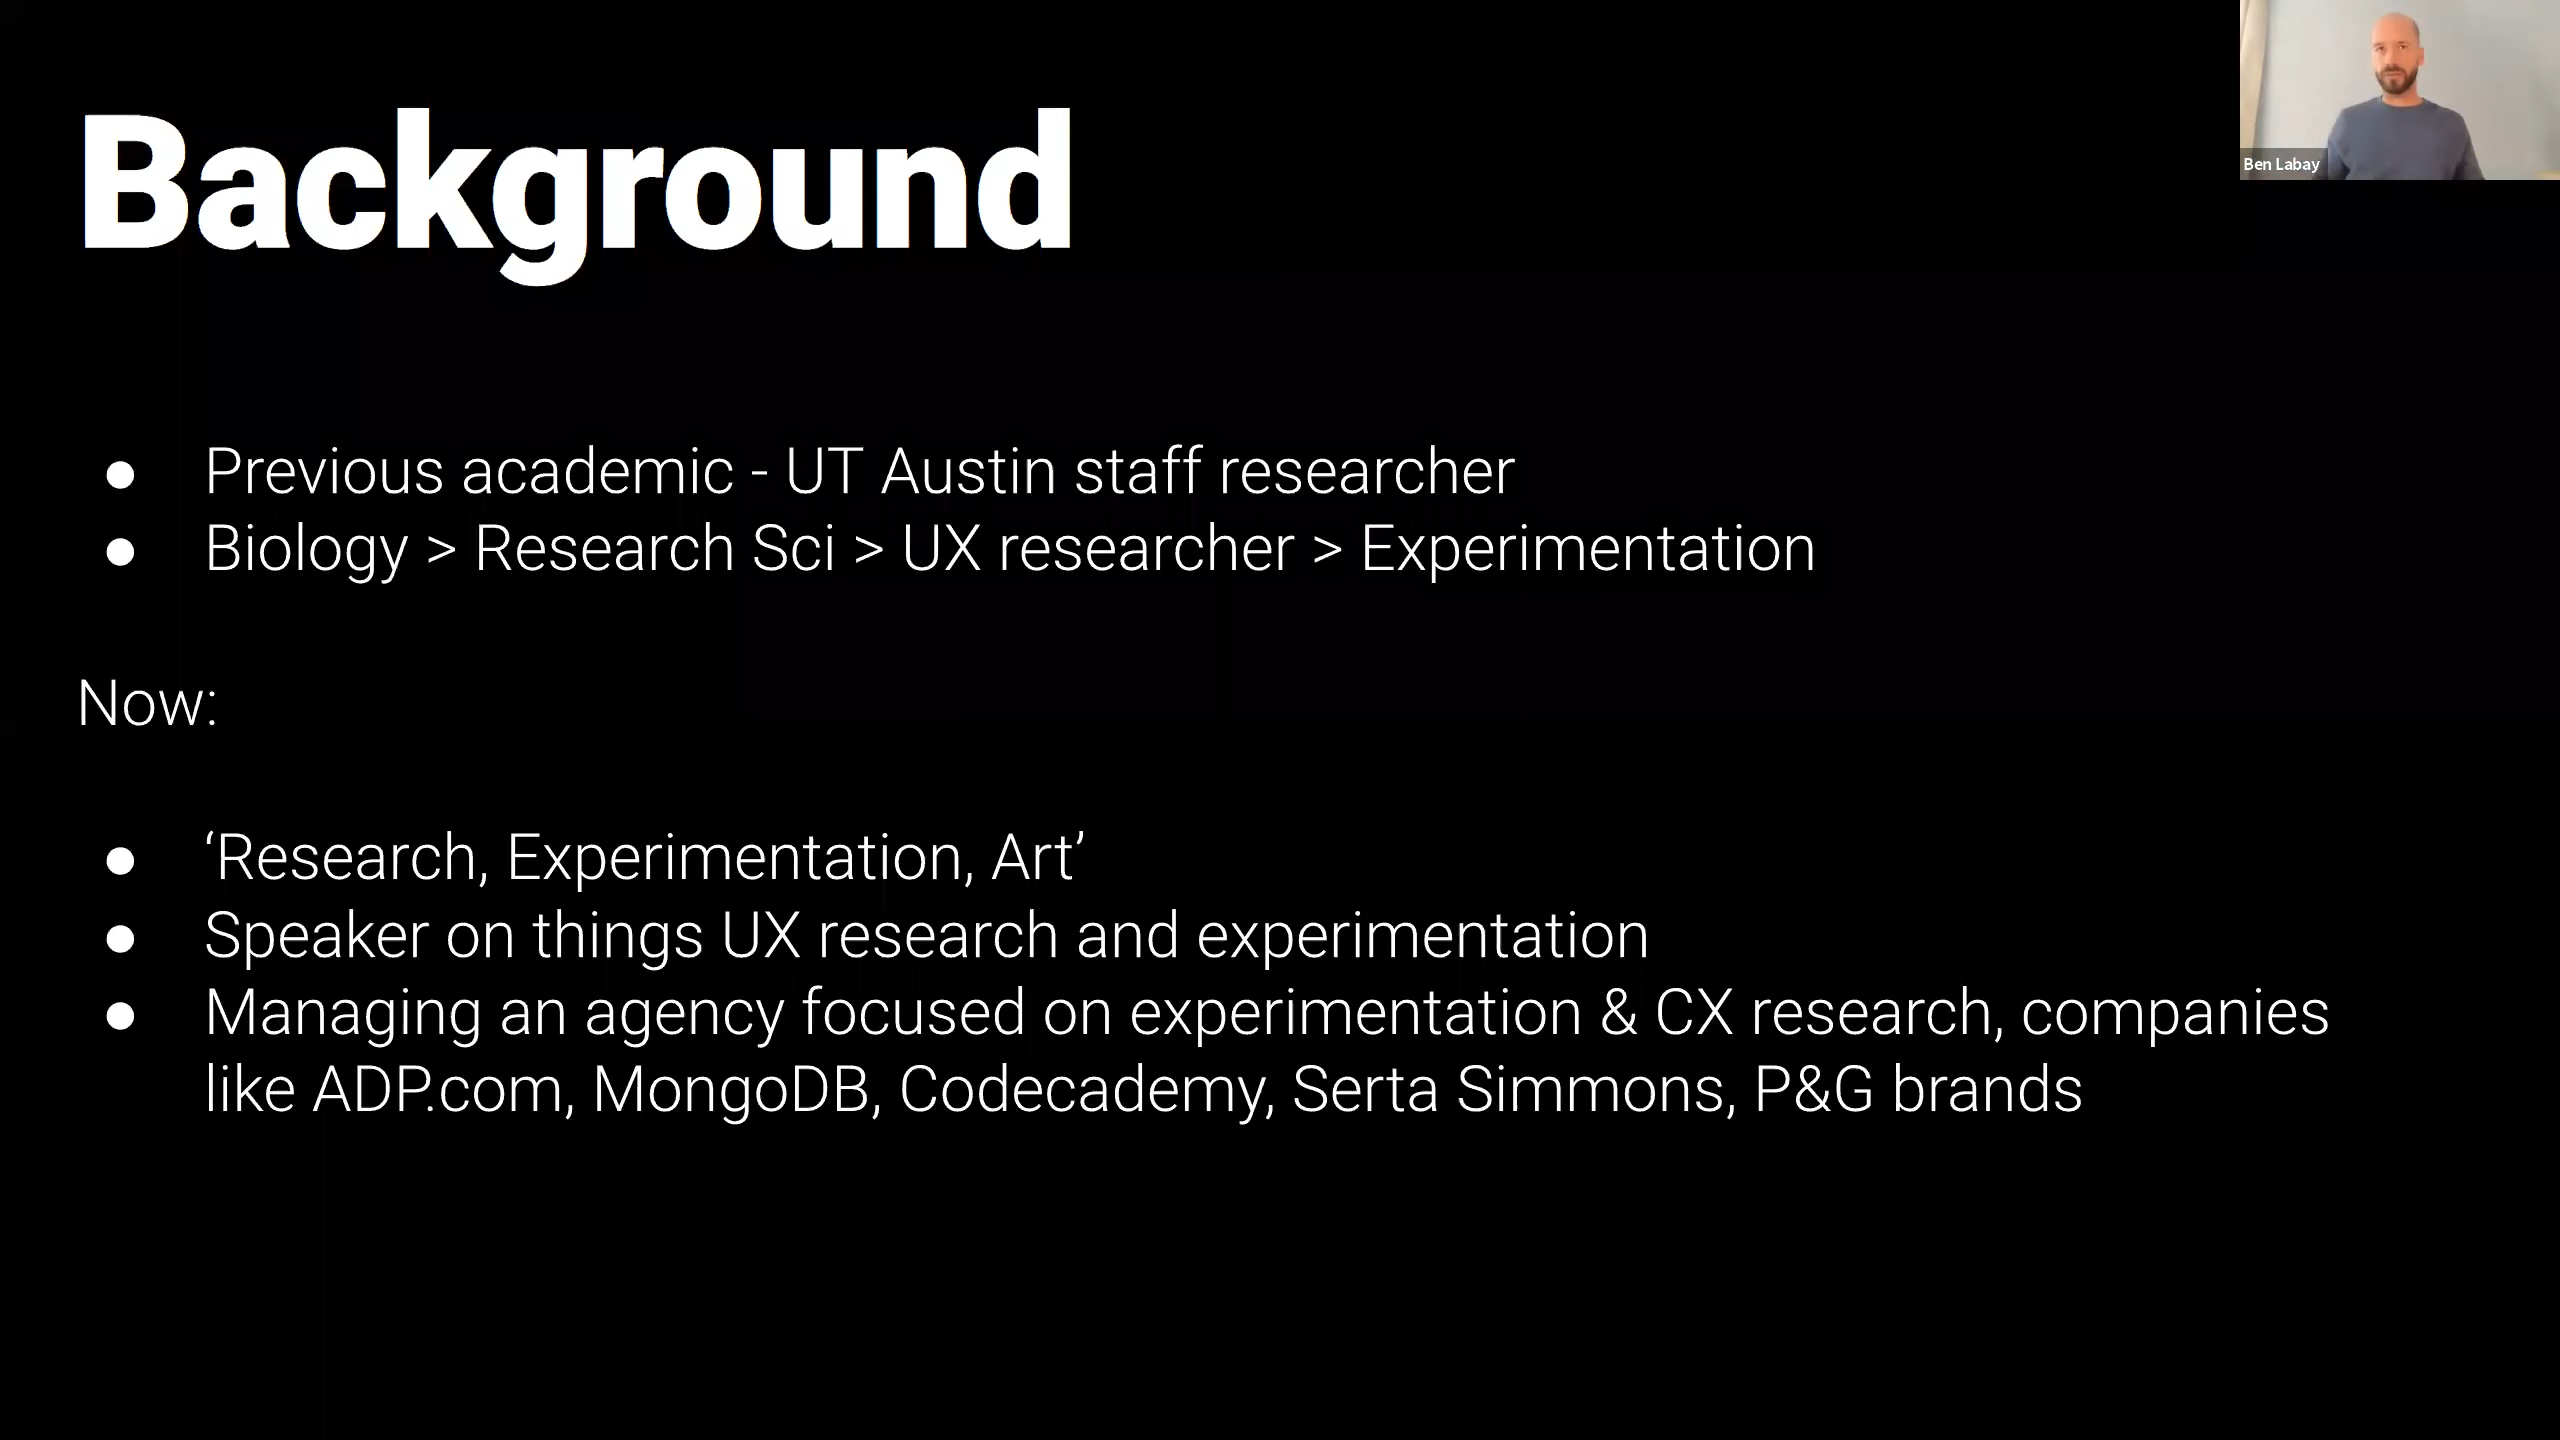 Background
Ben Labay
● Previous academic - UT Austin staff researcher
● Biology > Research Sci > UX researcher > Experimentation
Now:
● ‘Research, Experimentation, Art’
● Speaker on things UX research and experimentation
● Managing an agency focused on experimentation & CX research, companies
like ADP.com, MongoDB, Codecademy, Serta Simmons, P&G brands